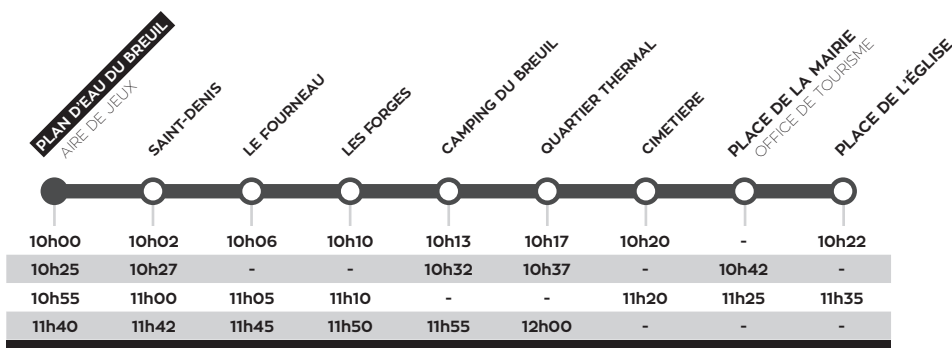 PLAN D'EAU DU BREUIL
AIRE DE JEUX
SAINT-DENIS
LE FOURNEAU
LES FORGES
CAMPING DU BREUIL
QUARTIER THERMAL
CIMETIERE
PLACE DE LA MAIRIE
OFFICE DE TOURISME
PLACE DE L'ÉGLISE
10h00 10h02 10h06 10h10 10h13 10h17 10h20 - 10h22
10h25 10h27 - - 10h32 10h37 - 10h42 -
10h55 11h00 11h05 11h10 - - 11h20 11h25 11h35
11h40 11h42 11h45 11h50 11h55 12h00 - - -